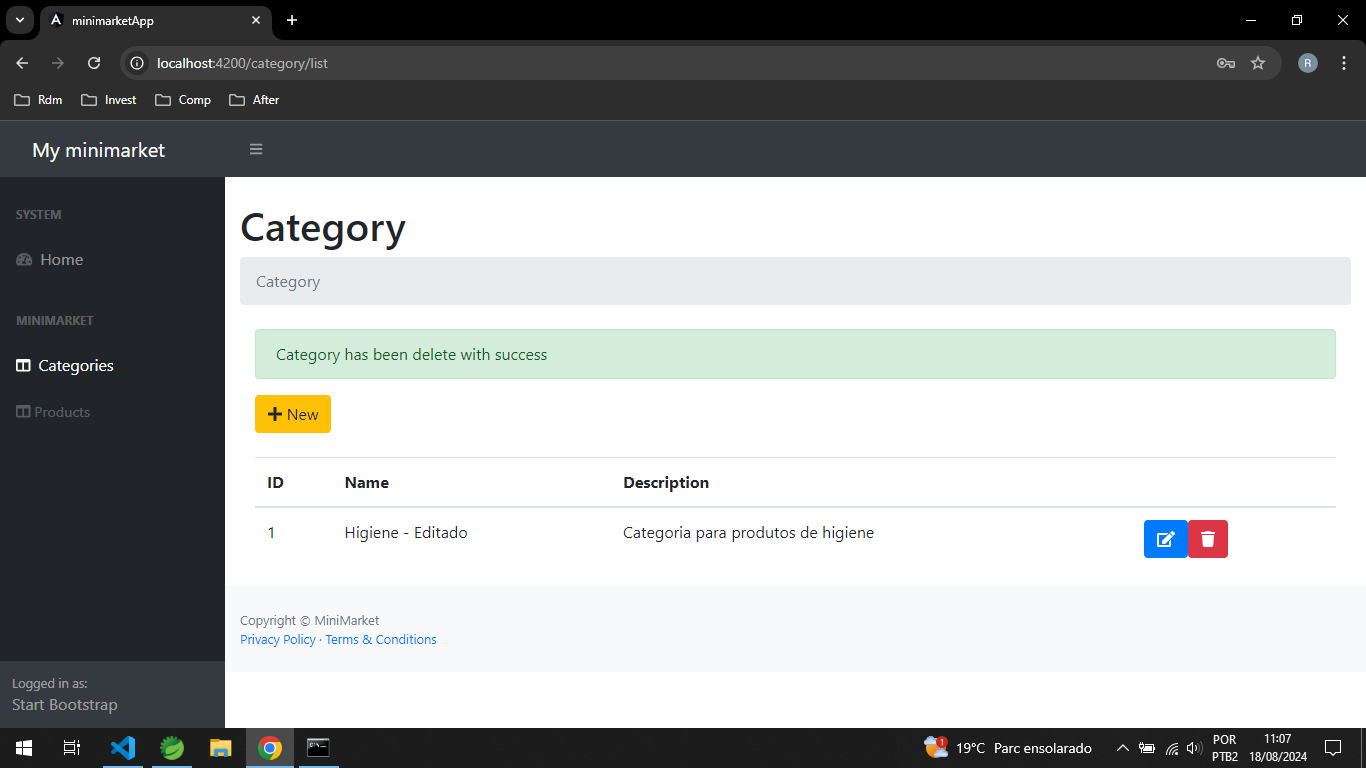 minimarketApp
localhost:4200/category/list
R
Rdm Invest Comp After
My minimarket
SYSTEM
Home
MINIMARKET
Categories
Products
Logged in as:
Start Bootstrap
Category
Category
Category has been delete with success
New
ID Name Description
1 Higiene - Editado Categoria para produtos de higiene
Copyright © MiniMarket
Privacy Policy · Terms & Conditions
1 19°C Parc ensolarado
POR
PTB2
11:07
18/08/2024